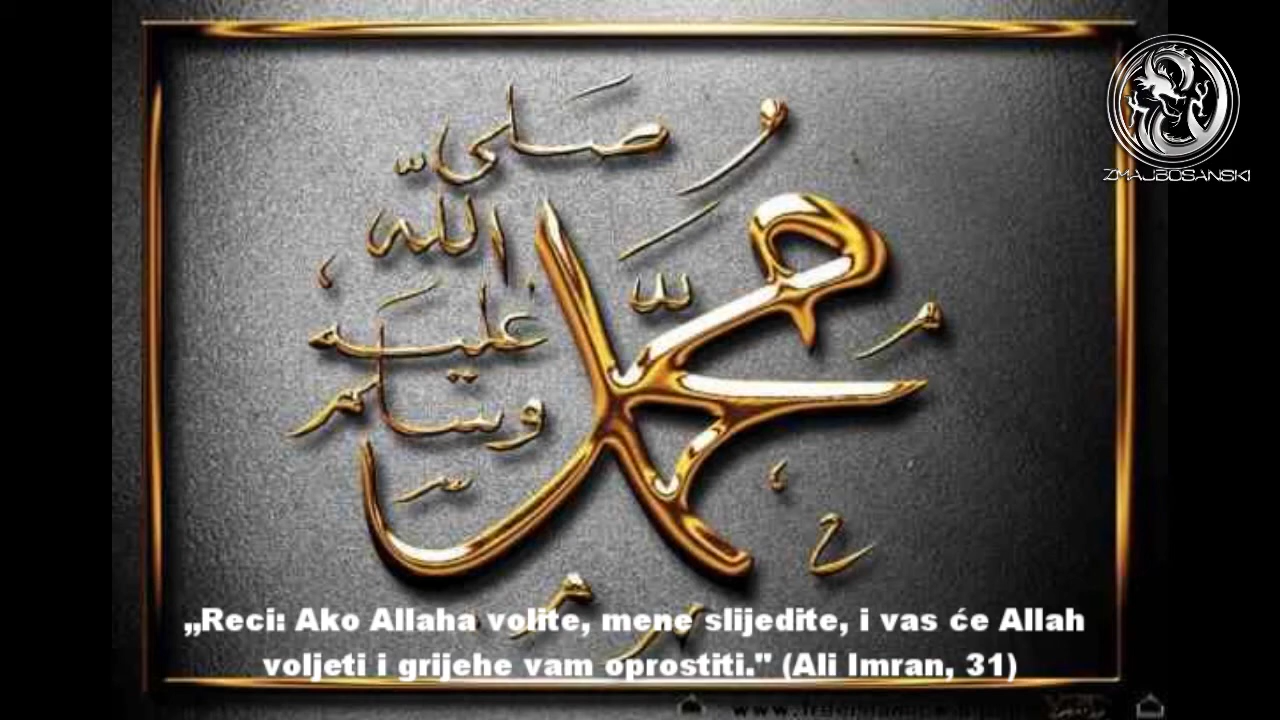 صلى
الله
عليه
وسلم
محمد
ZMAJBOSANSKI
„Reci: Ako Allaha volite, mene slijedite, i vas će Allah
voljeti i grijehe vam oprostiti." (Ali Imran, 31)